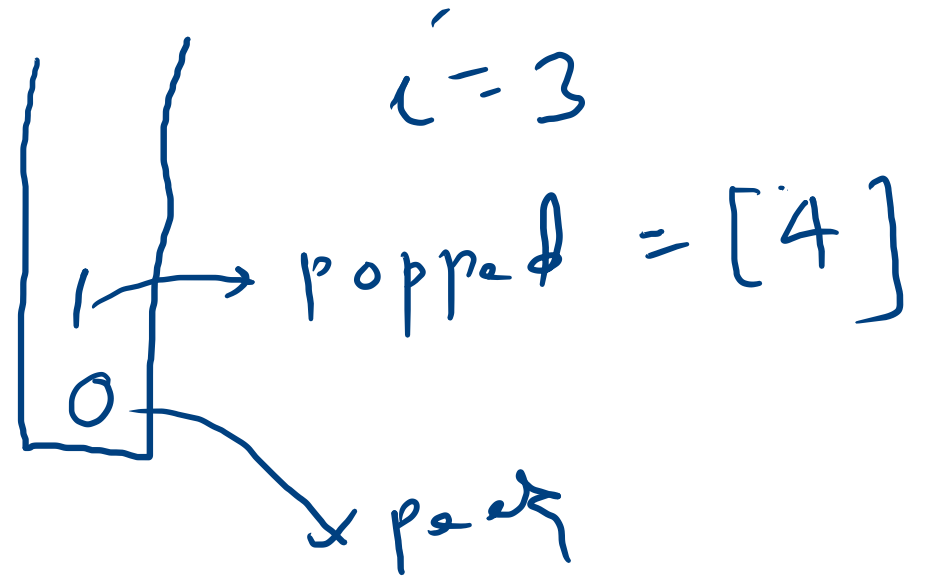 i = 3
1 → popped = [4]
0 → peek